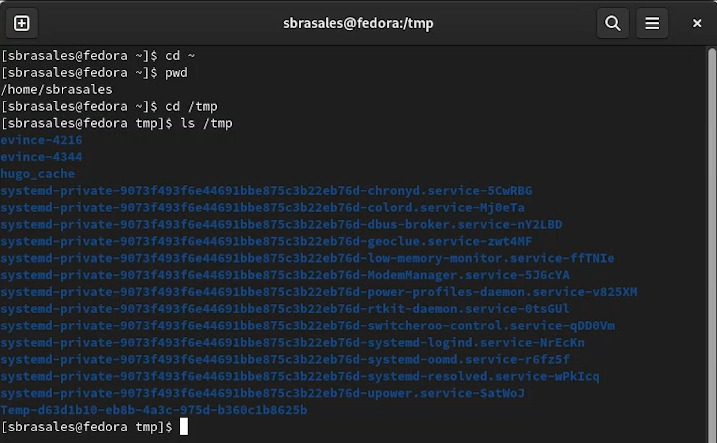 sbrasales@fedora:/tmp
[sbrasales@fedora ~]$ cd ~
[sbrasales@fedora ~]$ pwd
/home/sbrasales
[sbrasales@fedora ~]$ cd /tmp
[sbrasales@fedora tmp]$ ls /tmp
evince-4216
evince-4344
hugo_cache
systemd-private-9073f493f6e44691bbe875c3b22eb76d-chronyd.service-5CwRBG
systemd-private-9073f493f6e44691bbe875c3b22eb76d-colord.service-Mj0eTa
systemd-private-9073f493f6e44691bbe875c3b22eb76d-dbus-broker.service-nY2LBD
systemd-private-9073f493f6e44691bbe875c3b22eb76d-geoclue.service-zwt4MF
systemd-private-9073f493f6e44691bbe875c3b22eb76d-low-memory-monitor.service-ffTNIe
systemd-private-9073f493f6e44691bbe875c3b22eb76d-ModemManager.service-5JGcYA
systemd-private-9073f493f6e44691bbe875c3b22eb76d-power-profiles-daemon.service-v825XM
systemd-private-9073f493f6e44691bbe875c3b22eb76d-rtkit-daemon.service-0tsGUl
systemd-private-9073f493f6e44691bbe875c3b22eb76d-switcheroo-control.service-qDD0Vm
systemd-private-9073f493f6e44691bbe875c3b22eb76d-systemd-logind.service-NrEcKn
systemd-private-9073f493f6e44691bbe875c3b22eb76d-systemd-oomd.service-r6fz5f
systemd-private-9073f493f6e44691bbe875c3b22eb76d-systemd-resolved.service-wPkIcq
systemd-private-9073f493f6e44691bbe875c3b22eb76d-upower.service-SatWoJ
Temp-d63d1b10-eb8b-4a3c-975d-b360c1b8625b
[sbrasales@fedora tmp]$